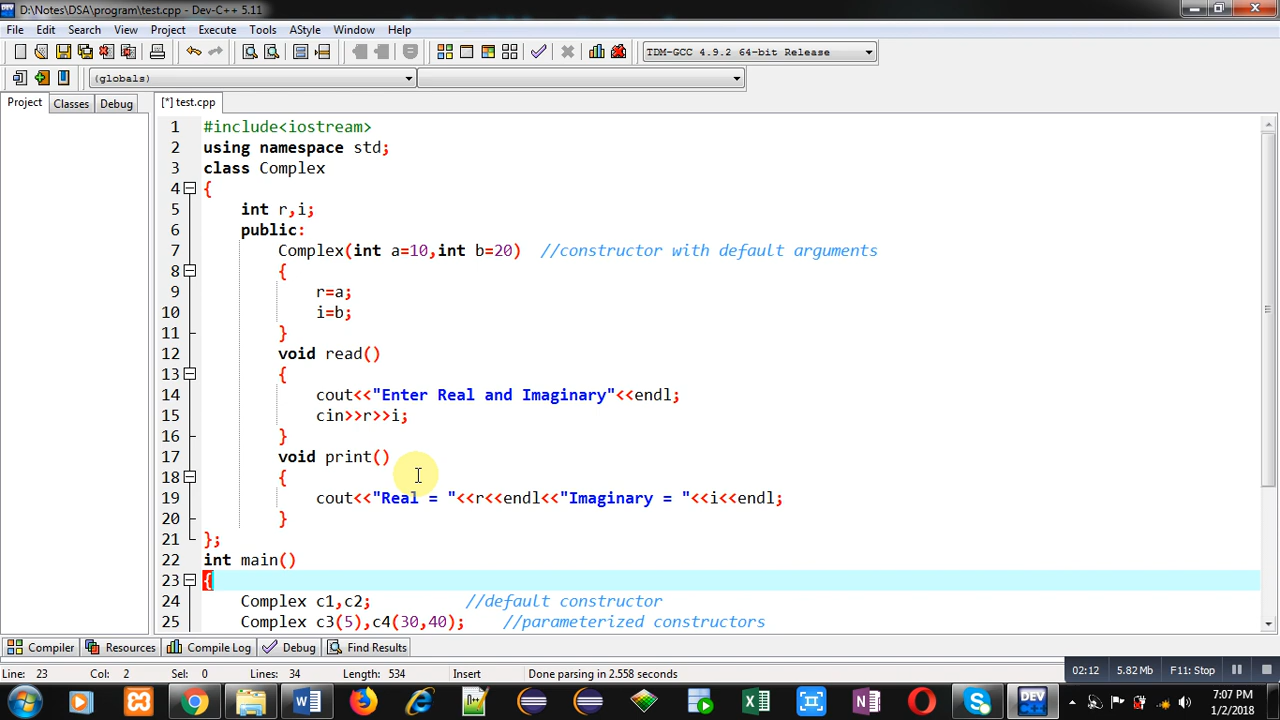 D:\Notes\DSA\program\test.cpp - Dev-C++ 5.11
File Edit Search View Project Execute Tools AStyle Window Help
TDM-GCC 4.9.2 64-bit Release
(globals)
Project Classes Debug [*] test.cpp
1 #include<iostream>
2 using namespace std;
3 class Complex
4 {
5 int r,i;
6 public:
7 Complex(int a=10,int b=20) //constructor with default arguments
8 {
9 r=a;
10 i=b;
11 }
12 void read()
13 {
14 cout<<"Enter Real and Imaginary"<<endl;
15 cin>>r>>i;
16 }
17 void print()
18 {
19 cout<<"Real = "<<r<<endl<<"Imaginary = "<<i<<endl;
20 }
21 };
22 int main()
23 {
24 Complex c1,c2; //default constructor
25 Complex c3(5),c4(30,40); //parameterized constructors
Compiler Resources Compile Log Debug Find Results
Line: 23 Col: 2 Sel: 0 Lines: 34 Length: 534 Insert Done parsing in 2.558 seconds
02:12 5.82 Mb F11: Stop
DEV
7:07 PM
1/2/2018